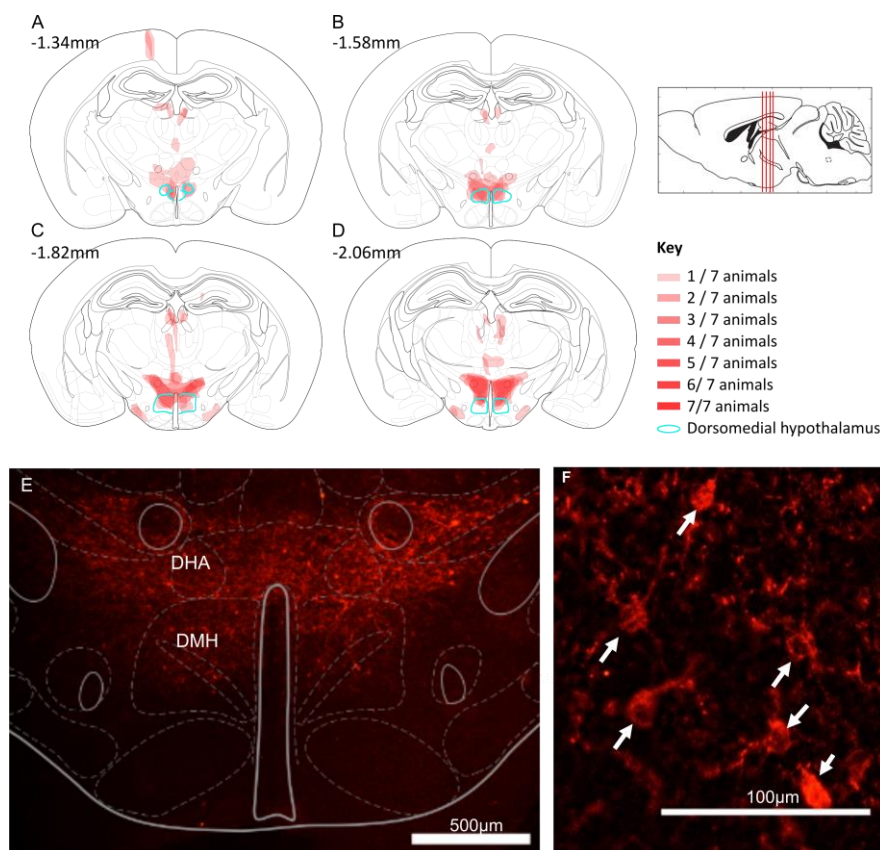 A
-1.34mm
B
-1.58mm
C
-1.82mm
D
-2.06mm
Key
1 / 7 animals
2 / 7 animals
3 / 7 animals
4 / 7 animals
5 / 7 animals
6/ 7 animals
7/7 animals
Dorsomedial hypothalamus
E
DHA
DMH
500µm
F
100µm